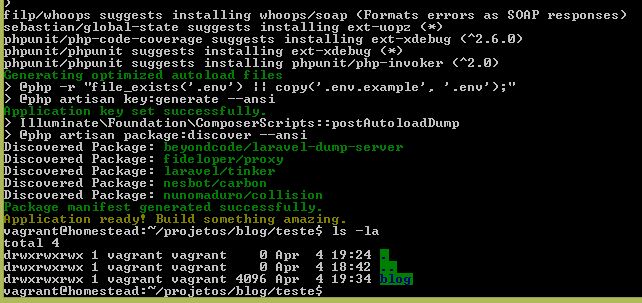 )
filp/whoops suggests installing whoops/soap (Formats errors as SOAP responses)
sebastian/global-state suggests installing ext-uopz (*)
phpunit/php-code-coverage suggests installing ext-xdebug (^2.6.0)
phpunit/phpunit suggests installing ext-xdebug (*)
phpunit/phpunit suggests installing phpunit/php-invoker (^2.0)
Generating optimized autoload files
> @php -r "file_exists('.env') || copy('.env.example', '.env');"
> @php artisan key:generate --ansi
Application key set successfully.
> Illuminate\Foundation\ComposerScripts::postAutoloadDump
> @php artisan package:discover --ansi
Discovered Package: beyondcode/laravel-dump-server
Discovered Package: fideloper/proxy
Discovered Package: laravel/tinker
Discovered Package: nesbot/carbon
Discovered Package: nunomaduro/collision
Package manifest generated successfully.
Application ready! Build something amazing.
vagrant@homestead:~/projetos/blog/teste$ ls -la
total 4
drwxrwxrwx 1 vagrant vagrant    0 Apr  4 19:24 .
drwxrwxrwx 1 vagrant vagrant    0 Apr  4 18:42 ..
drwxrwxrwx 1 vagrant vagrant 4096 Apr  4 19:34 blog
vagrant@homestead:~/projetos/blog/teste$